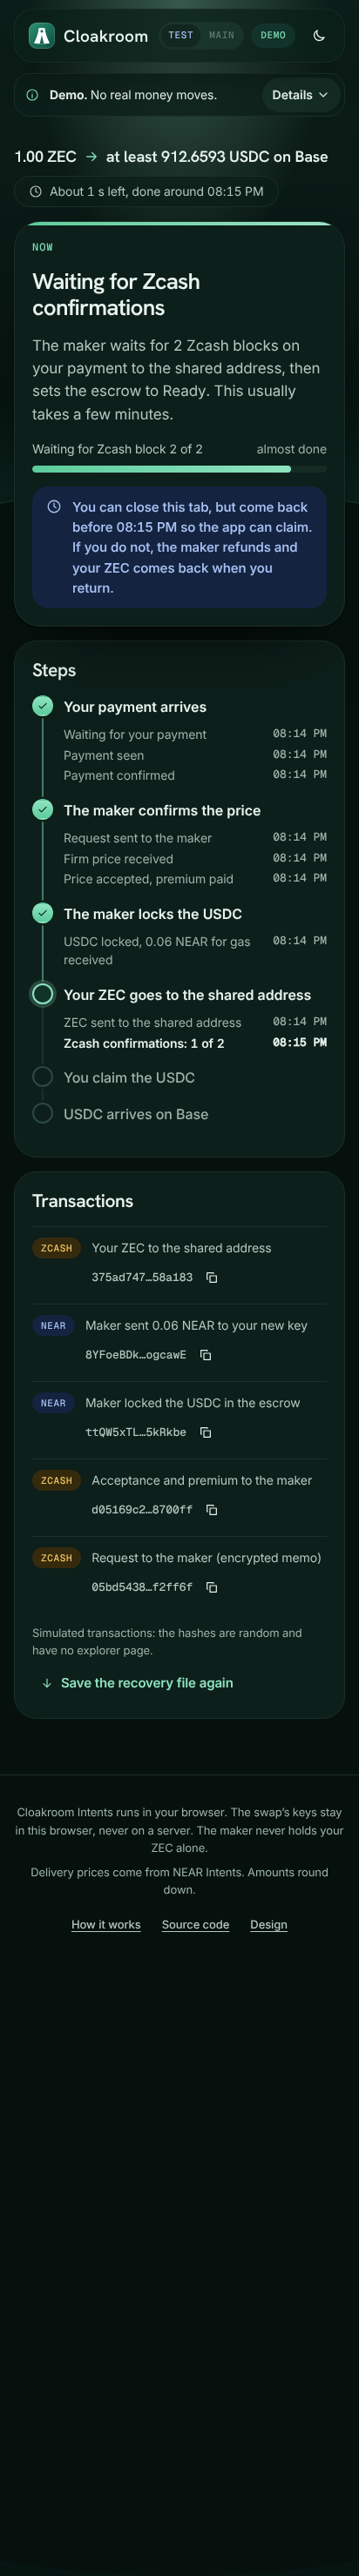 Cloakroom TEST MAIN DEMO
Demo. No real money moves. Details
1.00 ZEC → at least 912.6593 USDC on Base
About 1 s left, done around 08:15 PM
NOW
Waiting for Zcash
confirmations
The maker waits for 2 Zcash blocks on
your payment to the shared address, then
sets the escrow to Ready. This usually
takes a few minutes.
Waiting for Zcash block 2 of 2 almost done
You can close this tab, but come back
before 08:15 PM so the app can claim.
If you do not, the maker refunds and
your ZEC comes back when you
return.
Steps
Your payment arrives
Waiting for your payment 08:14 PM
Payment seen 08:14 PM
Payment confirmed 08:14 PM
The maker confirms the price
Request sent to the maker 08:14 PM
Firm price received 08:14 PM
Price accepted, premium paid 08:14 PM
The maker locks the USDC
USDC locked, 0.06 NEAR for gas 08:14 PM
received
Your ZEC goes to the shared address
ZEC sent to the shared address 08:14 PM
Zcash confirmations: 1 of 2 08:15 PM
You claim the USDC
USDC arrives on Base
Transactions
ZCASH Your ZEC to the shared address
375ad747…58a183
NEAR Maker sent 0.06 NEAR to your new key
8YFoeBDk…ogcawE
NEAR Maker locked the USDC in the escrow
ttQW5xTL…5kRkbe
ZCASH Acceptance and premium to the maker
d05169c2…8700ff
ZCASH Request to the maker (encrypted memo)
05bd5438…f2ff6f
Simulated transactions: the hashes are random and
have no explorer page.
↓ Save the recovery file again
Cloakroom Intents runs in your browser. The swap's keys stay
in this browser, never on a server. The maker never holds your
ZEC alone.
Delivery prices come from NEAR Intents. Amounts round
down.
How it works Source code Design